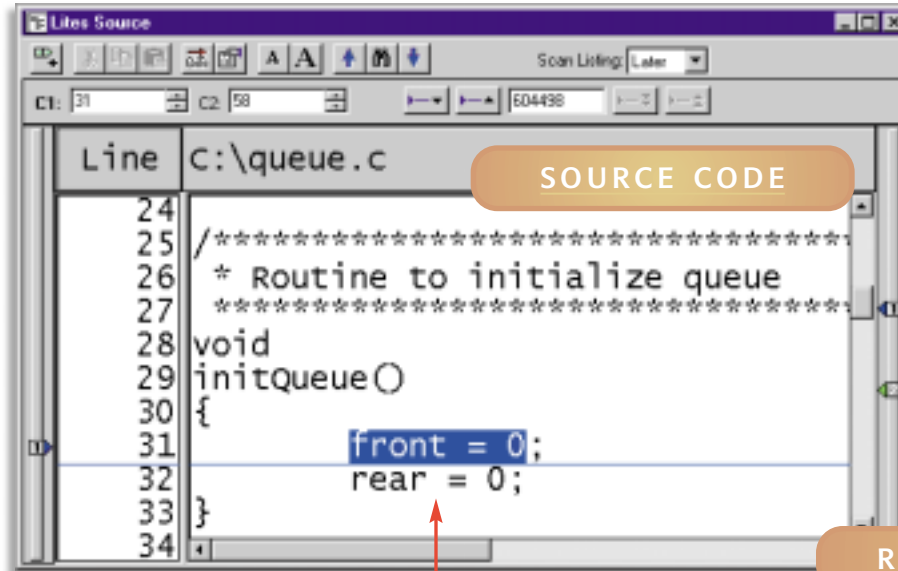 Lites Source
A A Scan Listing: Later
C1: 31 C2 58 604498
Line C:\queue.c
SOURCE CODE
24
25 /*********************************
26 * Routine to initialize queue
27 *********************************
28 void
29 initQueue()
30 {
31 front = 0;
32 rear = 0;
33 }
34
R